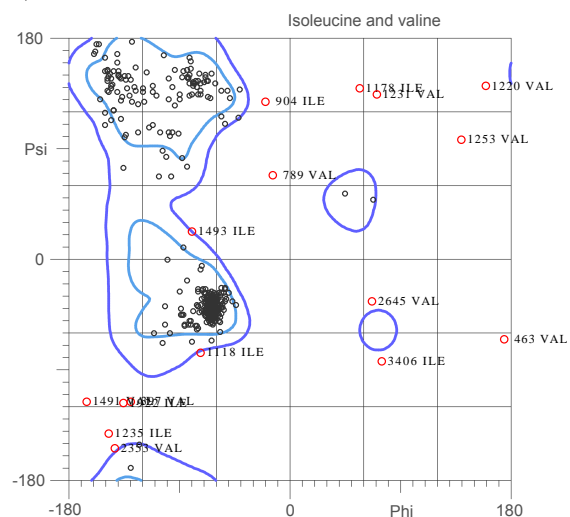 Isoleucine and valine
180
1178 ILE
1231 VAL
1220 VAL
904 ILE
1253 VAL
Psi
789 VAL
1493 ILE
0
2645 VAL
463 VAL
1118 ILE
3406 ILE
1491
1235 ILE
2353 VAL
-180
-180
0
Phi
180